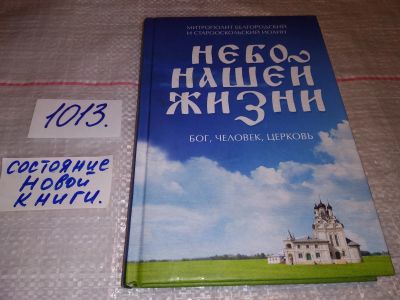 МИТРОПОЛИТ БЕЛГОРОДСКИЙ
И СТАРООСКОЛЬСКИЙ ИОАНН
НЕБО
НАШЕЙ
ЖИЗНИ
БОГ, ЧЕЛОВЕК, ЦЕРКОВЬ
1013.
состояние
новой
книги.